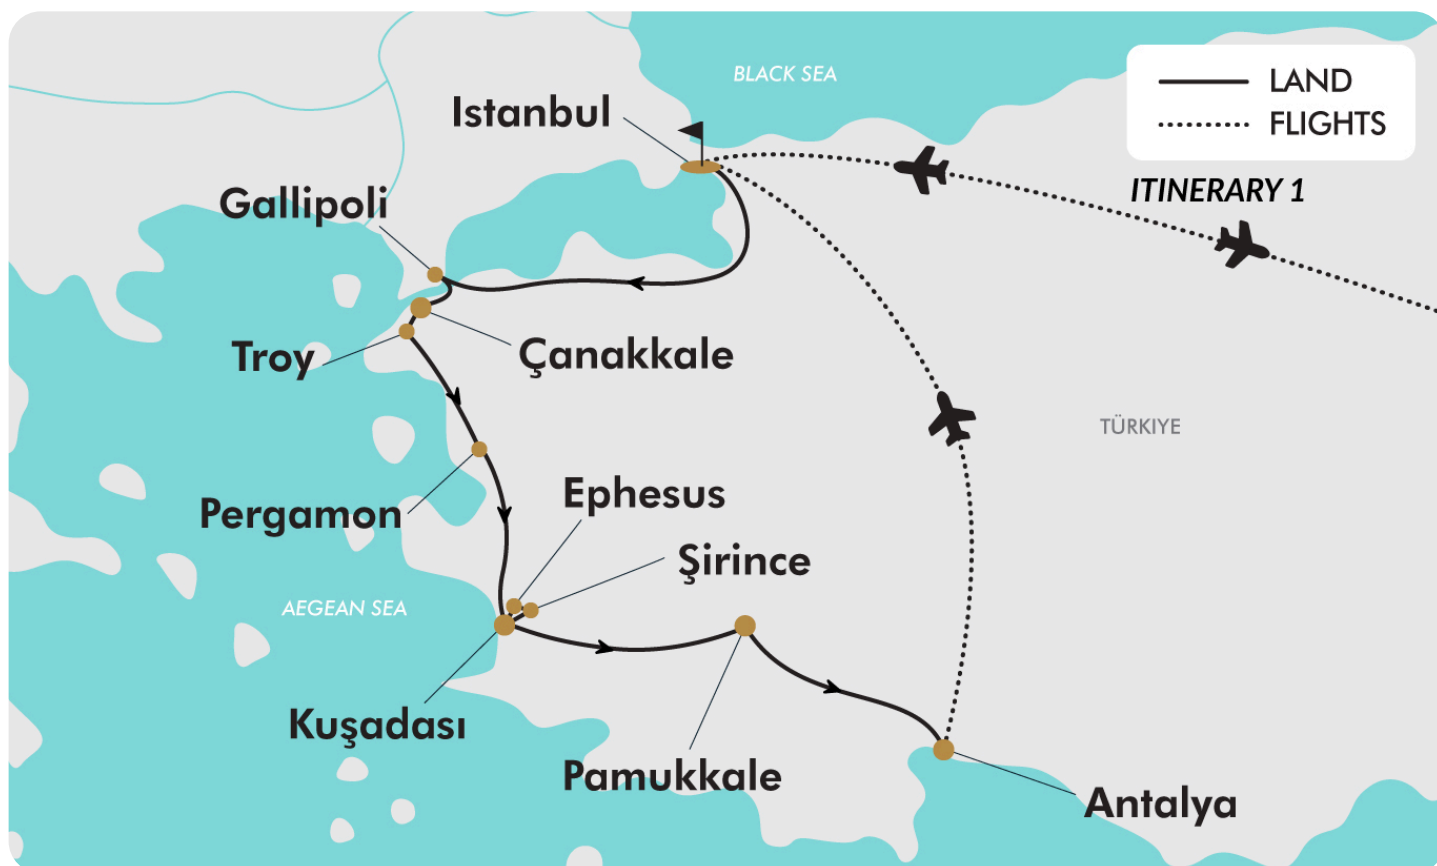 BLACK SEA
LAND
FLIGHTS
Istanbul
ITINERARY 1
Gallipoli
Troy
Çanakkale
TÜRKIYE
Pergamon
Ephesus
Şirince
AEGEAN SEA
Kuşadası
Pamukkale
Antalya